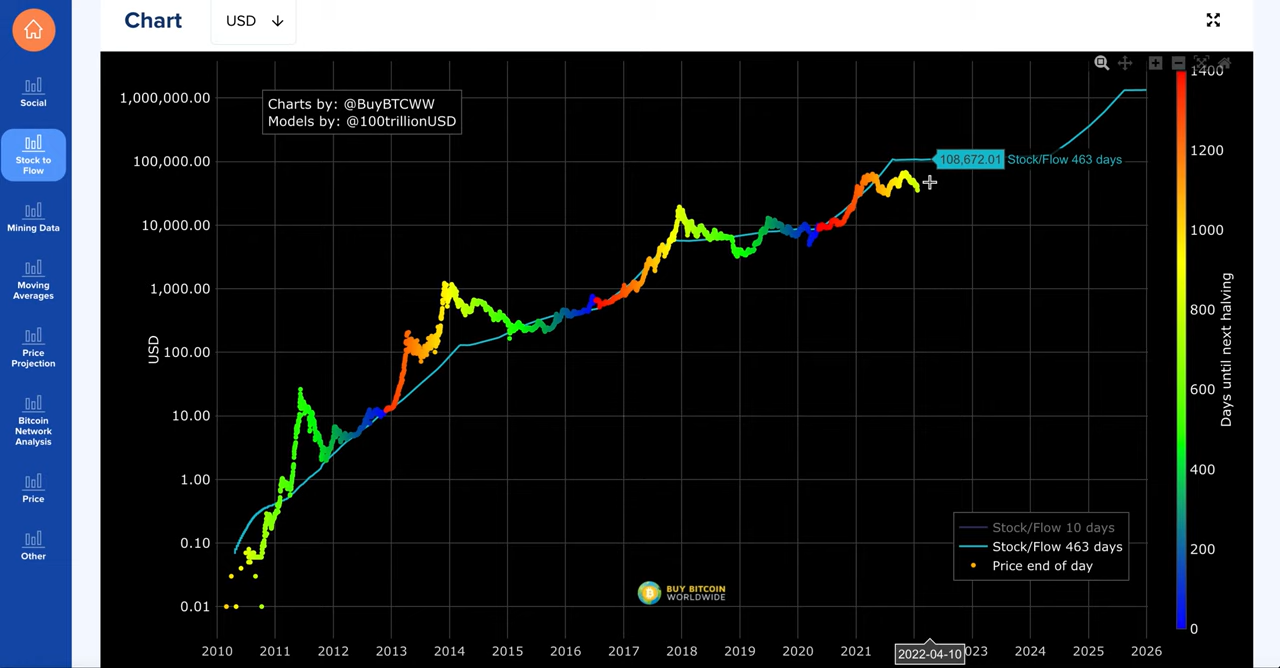 Chart
USD
Social
Stock to
Flow
Mining Data
Moving
Averages
Price
Projection
Bitcoin
Network
Analysis
Price
Other
Charts by: @BuyBTCWW
Models by: @100trillionUSD
1,000,000.00
100,000.00
10,000.00
1,000.00
100.00
10.00
1.00
0.10
0.01
USD
108,672.01 Stock/Flow 463 days
Stock/Flow 10 days
Stock/Flow 463 days
Price end of day
BUY BITCOIN
WORLDWIDE
2010 2011 2012 2013 2014 2015 2016 2017 2018 2019 2020 2021 2022-04-10 023 2024 2025 2026
1400
1200
1000
800
600
400
200
0
Days until next halving